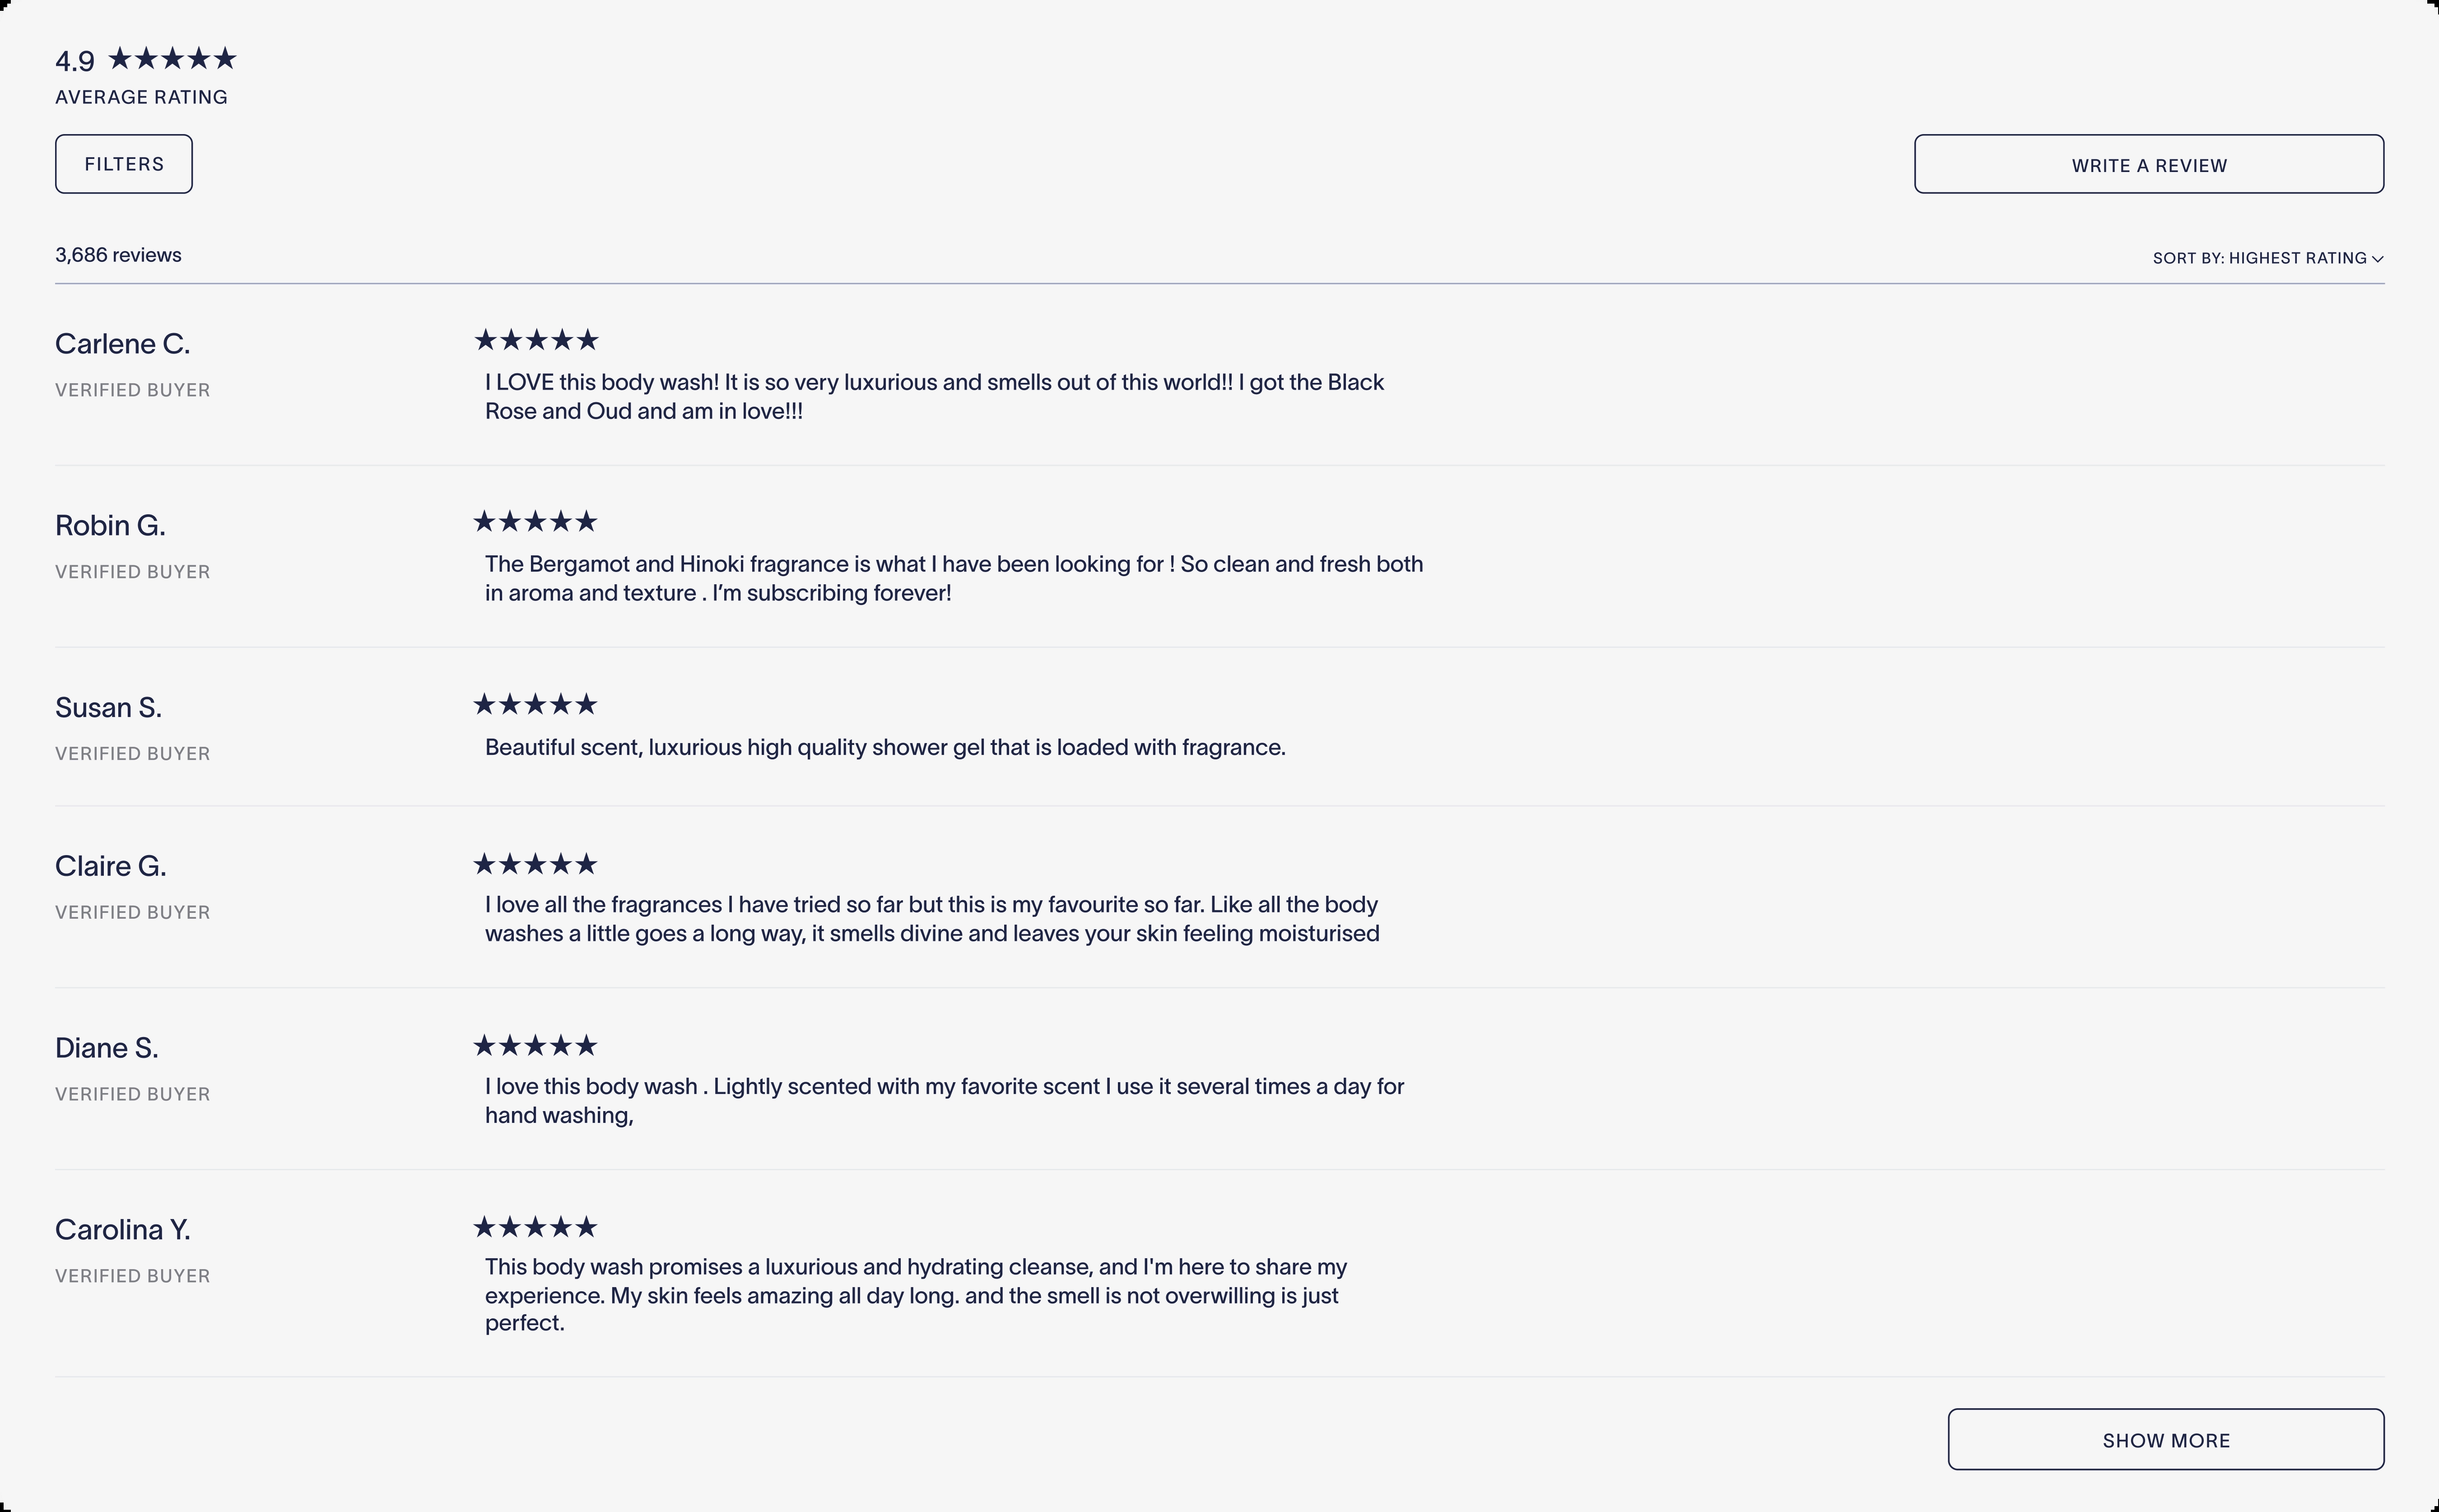 4.9 ★★★★★
AVERAGE RATING
FILTERS
WRITE A REVIEW
3,686 reviews
SORT BY: HIGHEST RATING
Carlene C.
★★★★★
VERIFIED BUYER
I LOVE this body wash! It is so very luxurious and smells out of this world!! I got the Black
Rose and Oud and am in love!!!
Robin G.
★★★★★
VERIFIED BUYER
The Bergamot and Hinoki fragrance is what I have been looking for ! So clean and fresh both
in aroma and texture . I’m subscribing forever!
Susan S.
★★★★★
VERIFIED BUYER
Beautiful scent, luxurious high quality shower gel that is loaded with fragrance.
Claire G.
★★★★★
VERIFIED BUYER
I love all the fragrances I have tried so far but this is my favourite so far. Like all the body
washes a little goes a long way, it smells divine and leaves your skin feeling moisturised
Diane S.
★★★★★
VERIFIED BUYER
I love this body wash . Lightly scented with my favorite scent I use it several times a day for
hand washing,
Carolina Y.
★★★★★
VERIFIED BUYER
This body wash promises a luxurious and hydrating cleanse, and I'm here to share my
experience. My skin feels amazing all day long. and the smell is not overwilling is just
perfect.
SHOW MORE